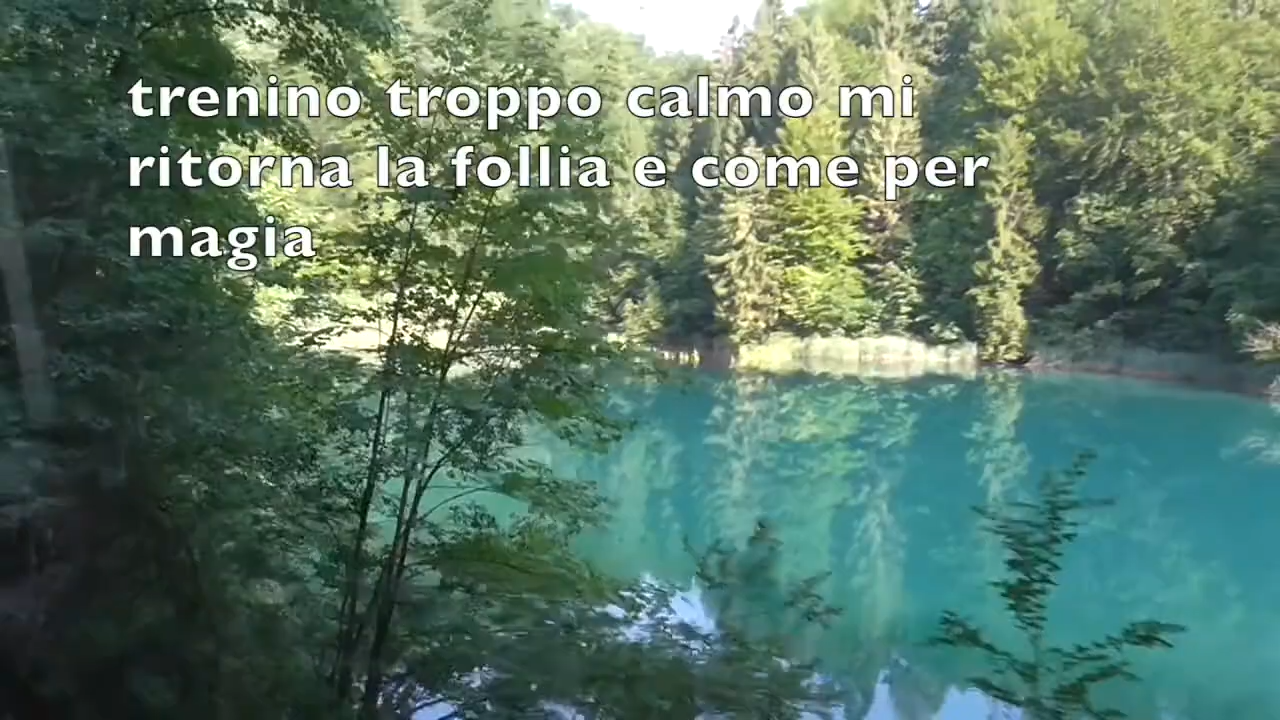 trenino troppo calmo mi
ritorna la follia e come per
magia